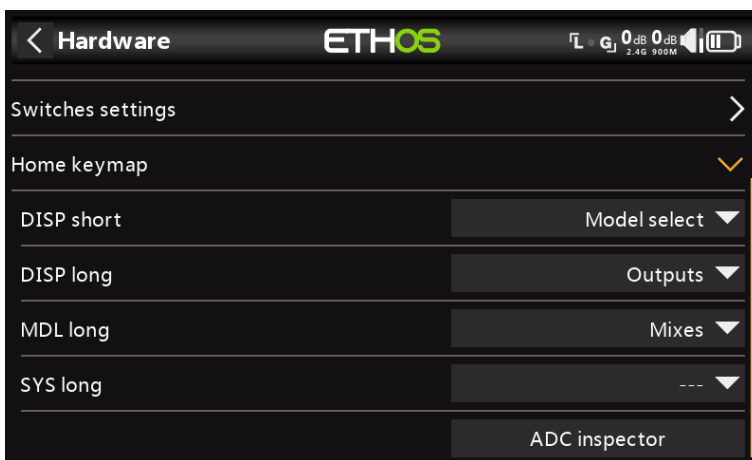 Hardware ETHOS L G 0dB 2.4G 0dB 900M
Switches settings
Home keymap
DISP short Model select
DISP long Outputs
MDL long Mixes
SYS long ---
ADC inspector